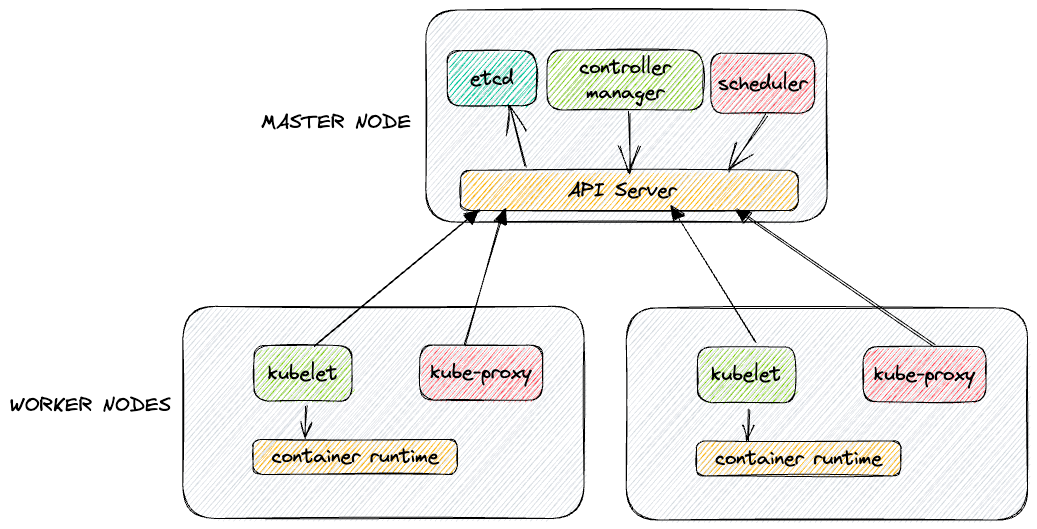 etcd
controller
manager
scheduler
MASTER NODE
API Server
kubelet
kube-proxy
kubelet
kube-proxy
WORKER NODES
container runtime
container runtime